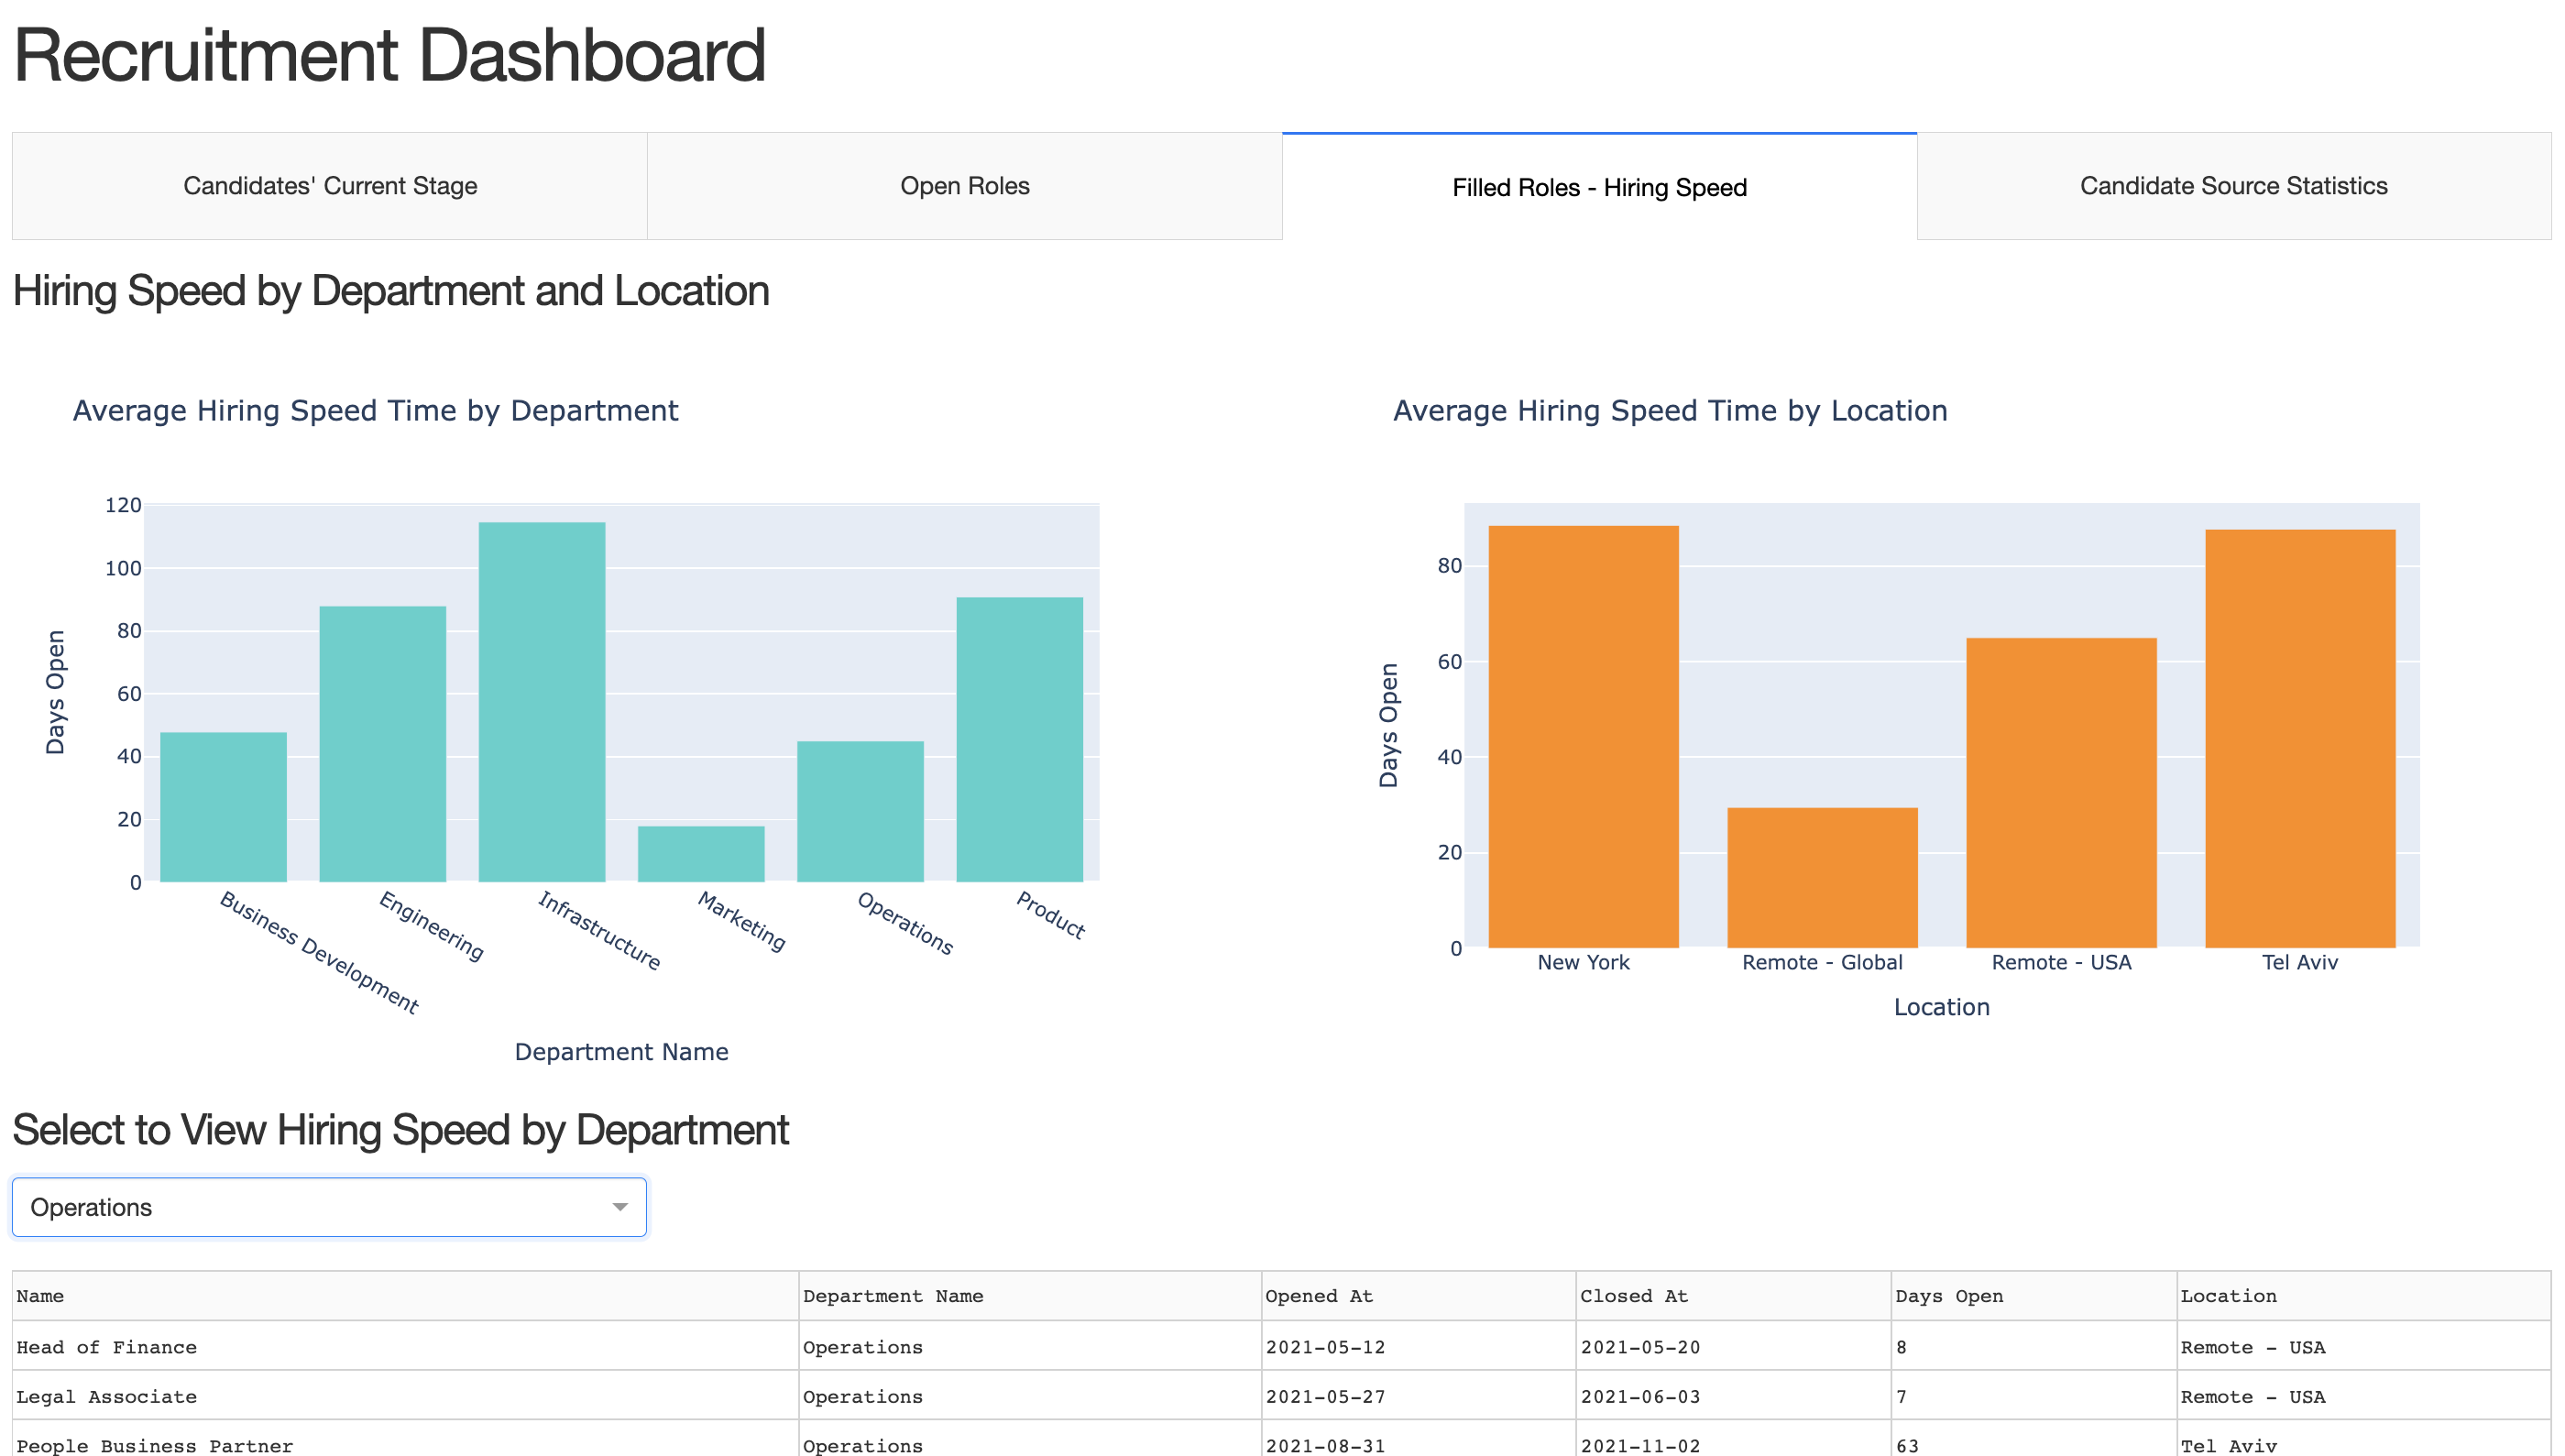 Recruitment Dashboard
Candidates' Current Stage
Open Roles
Filled Roles - Hiring Speed
Candidate Source Statistics
Hiring Speed by Department and Location
Average Hiring Speed Time by Department
120
100
80
60
40
20
0
Days Open
Business Development
Engineering
Infrastructure
Marketing
Operations
Product
Department Name
Average Hiring Speed Time by Location
80
60
40
20
0
Days Open
New York
Remote - Global
Remote - USA
Tel Aviv
Location
Select to View Hiring Speed by Department
Operations
Name Department Name Opened At Closed At Days Open Location
Head of Finance Operations 2021-05-12 2021-05-20 8 Remote - USA
Legal Associate Operations 2021-05-27 2021-06-03 7 Remote - USA
People Business Partner Operations 2021-08-31 2021-11-02 63 Tel Aviv